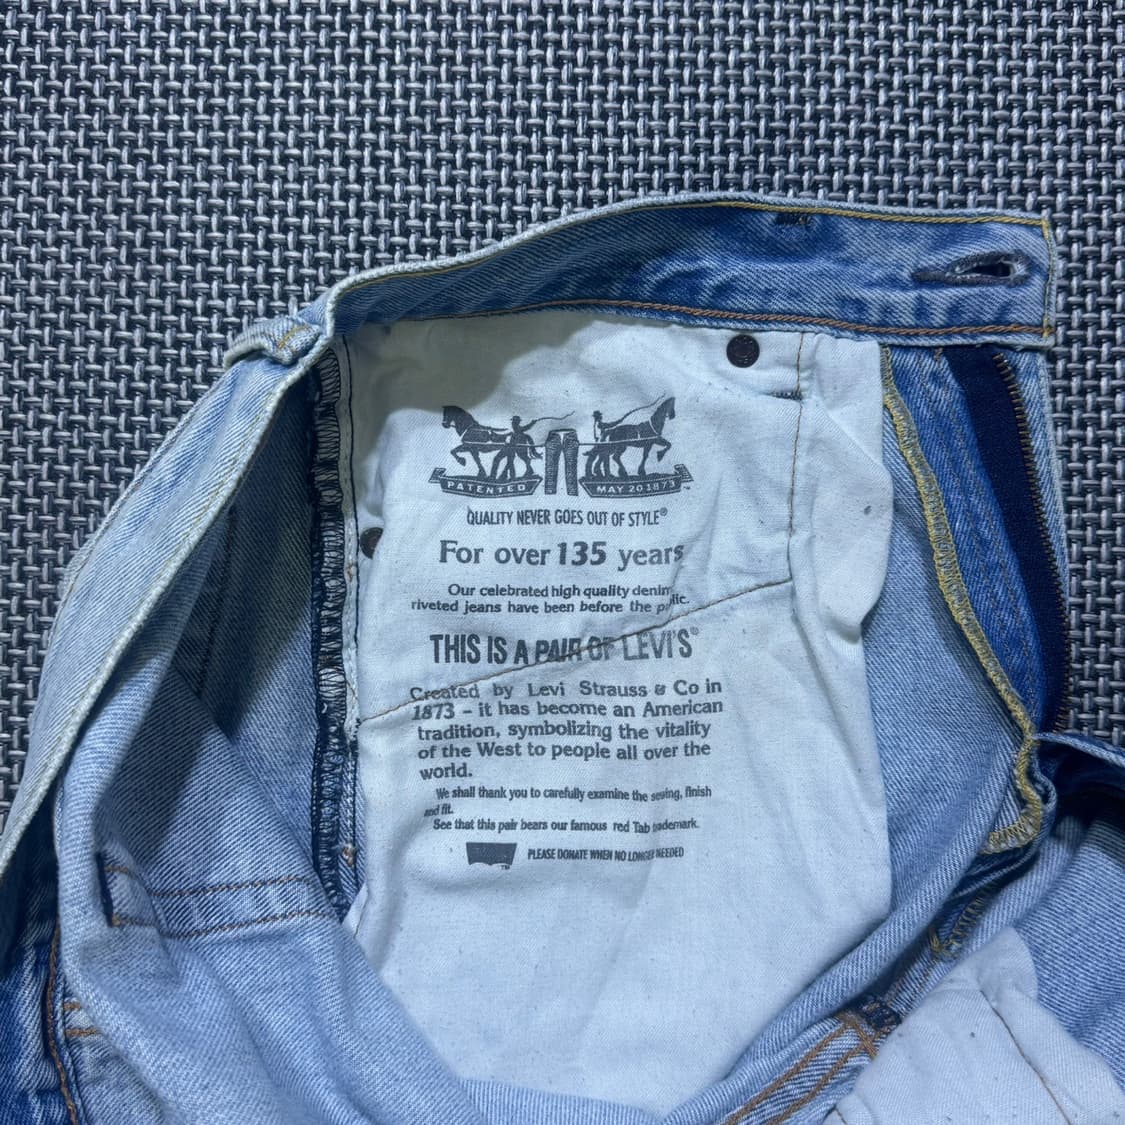 PATENTED MAY 20 1873 ™
QUALITY NEVER GOES OUT OF STYLE®
For over 135 years
Our celebrated high quality denim
riveted jeans have been before the
THIS IS A PAIR OF LEVI'S®
Created by Levi Strauss & Co in
1873 – it has become an American
tradition, symbolizing the vitality
of the West to people all over the
world.
We shall thank you to carefully examine the sewing, finish
and fit.
See that this pair bears our famous red Tab
™ PLEASE DONATE WHEN NO LONGER NEEDED